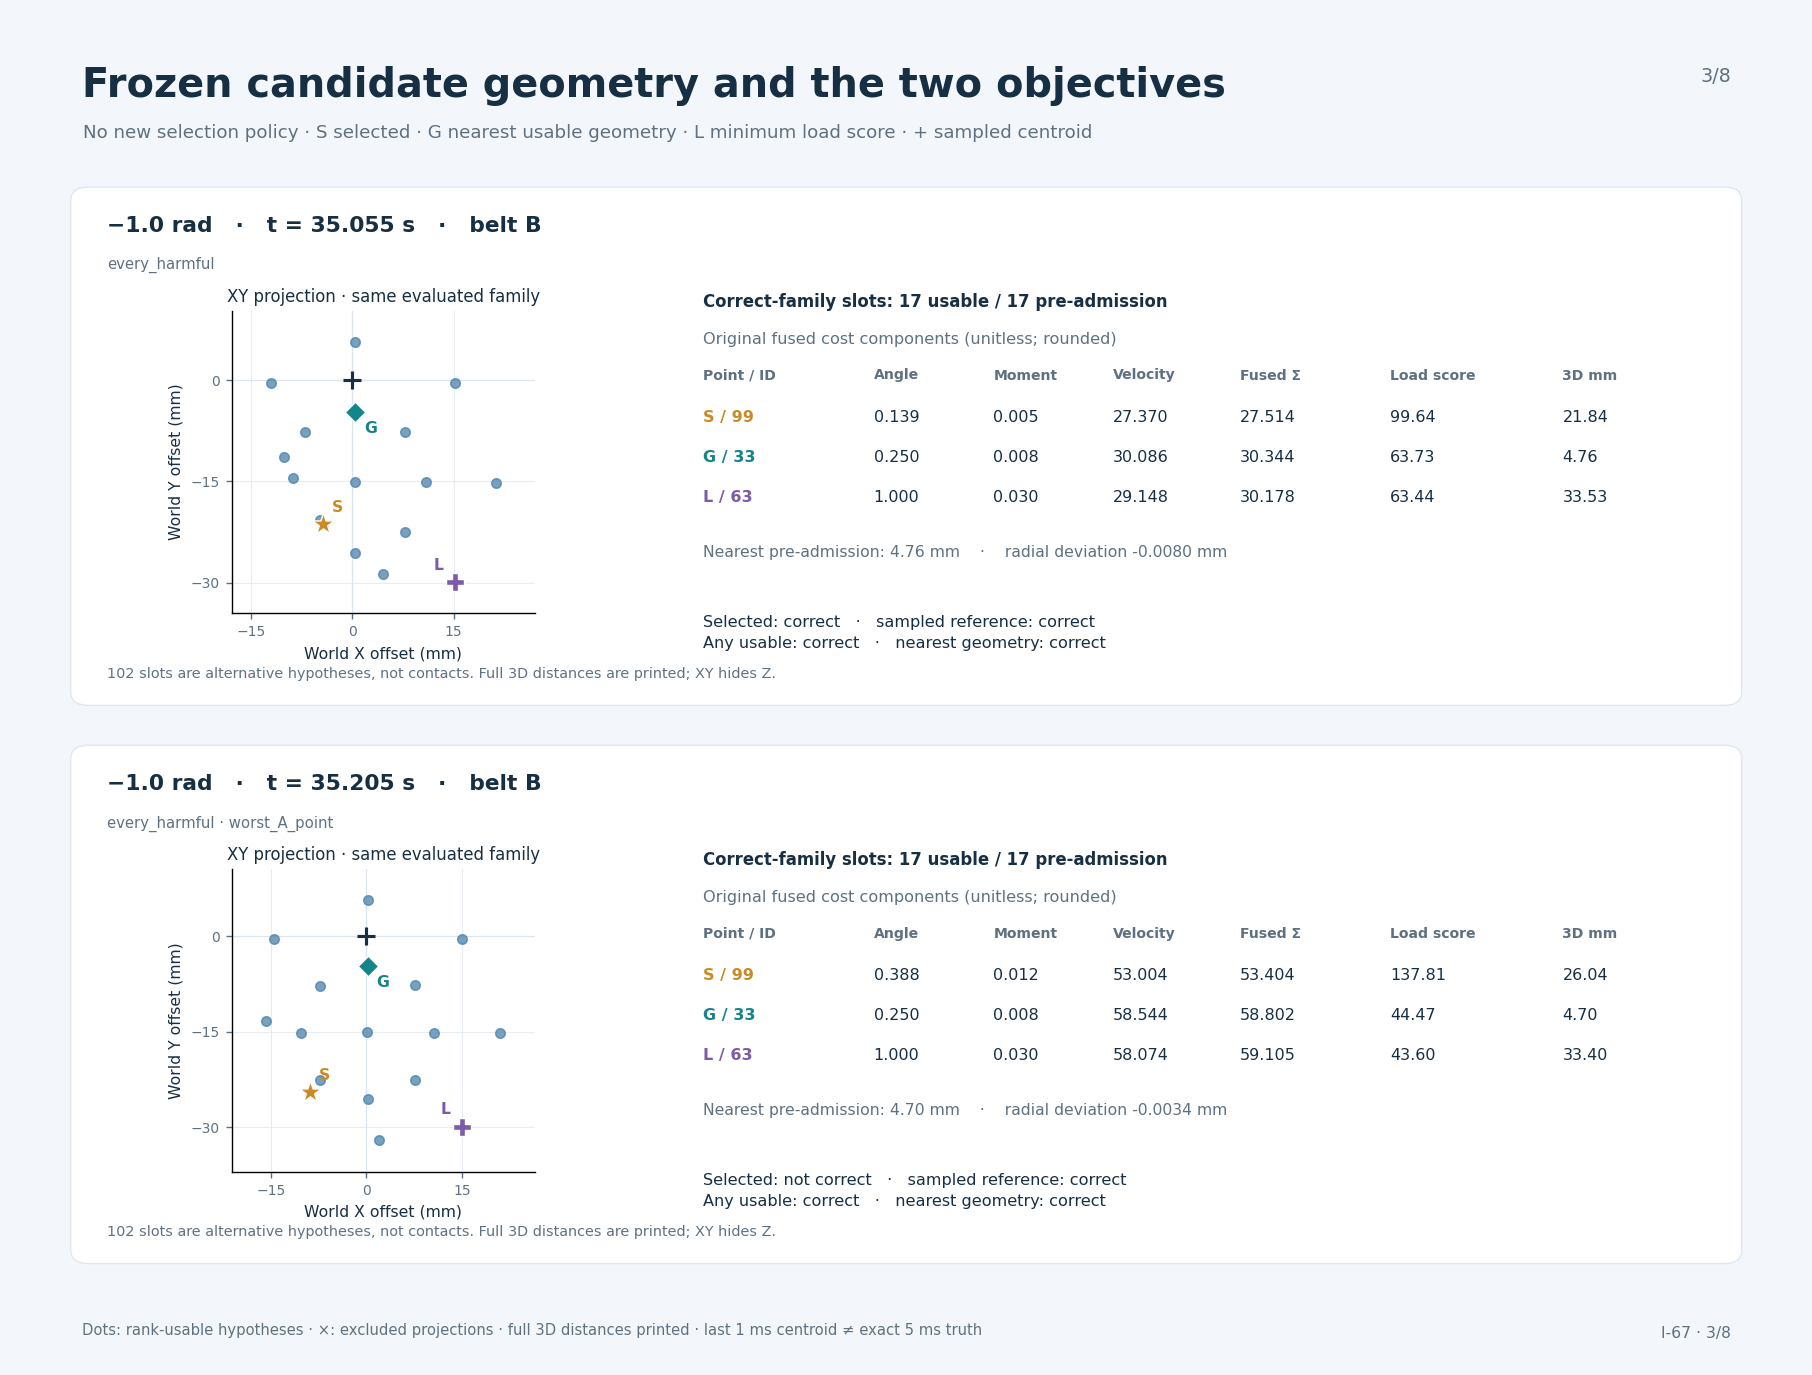 Frozen candidate geometry and the two objectives
3/8
No new selection policy · S selected · G nearest usable geometry · L minimum load score · + sampled centroid
−1.0 rad · t = 35.055 s · belt B
every_harmful
XY projection · same evaluated family
World Y offset (mm)
0
−15
−30
G
S
L
−15 0 15
World X offset (mm)
Correct-family slots: 17 usable / 17 pre-admission
Original fused cost components (unitless; rounded)
Point / ID Angle Moment Velocity Fused Σ Load score 3D mm
S / 99 0.139 0.005 27.370 27.514 99.64 21.84
G / 33 0.250 0.008 30.086 30.344 63.73 4.76
L / 63 1.000 0.030 29.148 30.178 63.44 33.53
Nearest pre-admission: 4.76 mm · radial deviation -0.0080 mm
Selected: correct · sampled reference: correct
Any usable: correct · nearest geometry: correct
102 slots are alternative hypotheses, not contacts. Full 3D distances are printed; XY hides Z.
−1.0 rad · t = 35.205 s · belt B
every_harmful · worst_A_point
XY projection · same evaluated family
World Y offset (mm)
0
−15
−30
G
S
L
−15 0 15
World X offset (mm)
Correct-family slots: 17 usable / 17 pre-admission
Original fused cost components (unitless; rounded)
Point / ID Angle Moment Velocity Fused Σ Load score 3D mm
S / 99 0.388 0.012 53.004 53.404 137.81 26.04
G / 33 0.250 0.008 58.544 58.802 44.47 4.70
L / 63 1.000 0.030 58.074 59.105 43.60 33.40
Nearest pre-admission: 4.70 mm · radial deviation -0.0034 mm
Selected: not correct · sampled reference: correct
Any usable: correct · nearest geometry: correct
102 slots are alternative hypotheses, not contacts. Full 3D distances are printed; XY hides Z.
Dots: rank-usable hypotheses · ×: excluded projections · full 3D distances printed · last 1 ms centroid ≠ exact 5 ms truth
I-67 · 3/8